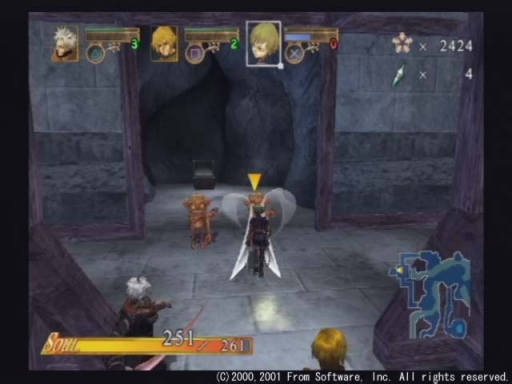 3 2 0 × 2424
× 4
SOUL 251 / 261
(C)2000,2001 From Software, Inc. All rights reserved.